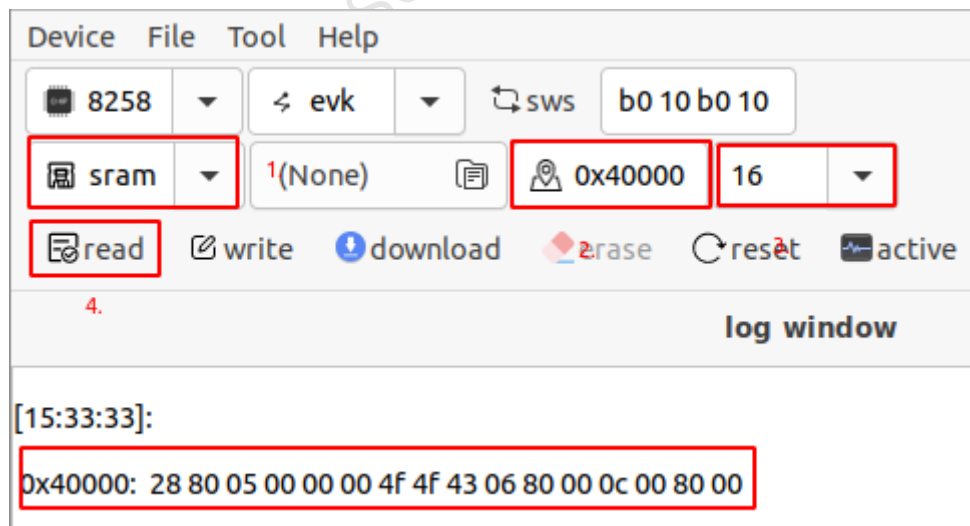 Device File Tool Help
8258 evk sws b0 10 b0 10
sram 1(None) 0x40000 16
read write download 2.erase reset 3. active
4.
log window
[15:33:33]:
0x40000: 28 80 05 00 00 00 4f 4f 43 06 80 00 0c 00 80 00